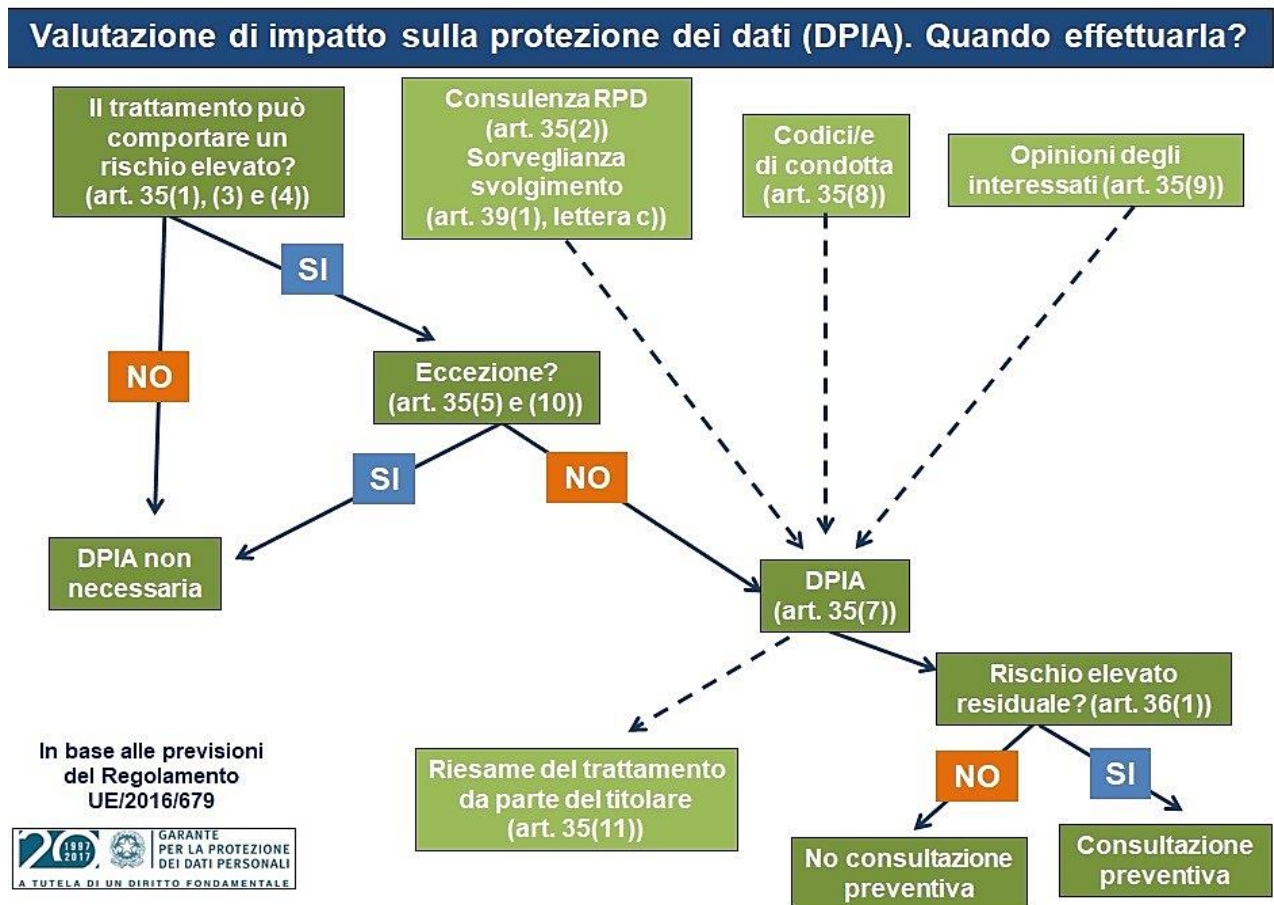 Valutazione di impatto sulla protezione dei dati (DPIA). Quando effettuarla?
Il trattamento può
comportare un
rischio elevato?
(art. 35(1), (3) e (4))
Consulenza RPD
(art. 35(2))
Sorveglianza
svolgimento
(art. 39(1), lettera c))
Codici/e
di condotta
(art. 35(8))
Opinioni degli
interessati (art. 35(9))
SI
NO
Eccezione?
(art. 35(5) e (10))
SI
NO
DPIA non
necessaria
DPIA
(art. 35(7))
Rischio elevato
residuale? (art. 36(1))
NO
SI
Riesame del trattamento
da parte del titolare
(art. 35(11))
No consultazione
preventiva
Consultazione
preventiva
In base alle previsioni
del Regolamento
UE/2016/679
20 1997
2017
GARANTE
PER LA PROTEZIONE
DEI DATI PERSONALI
A TUTELA DI UN DIRITTO FONDAMENTALE